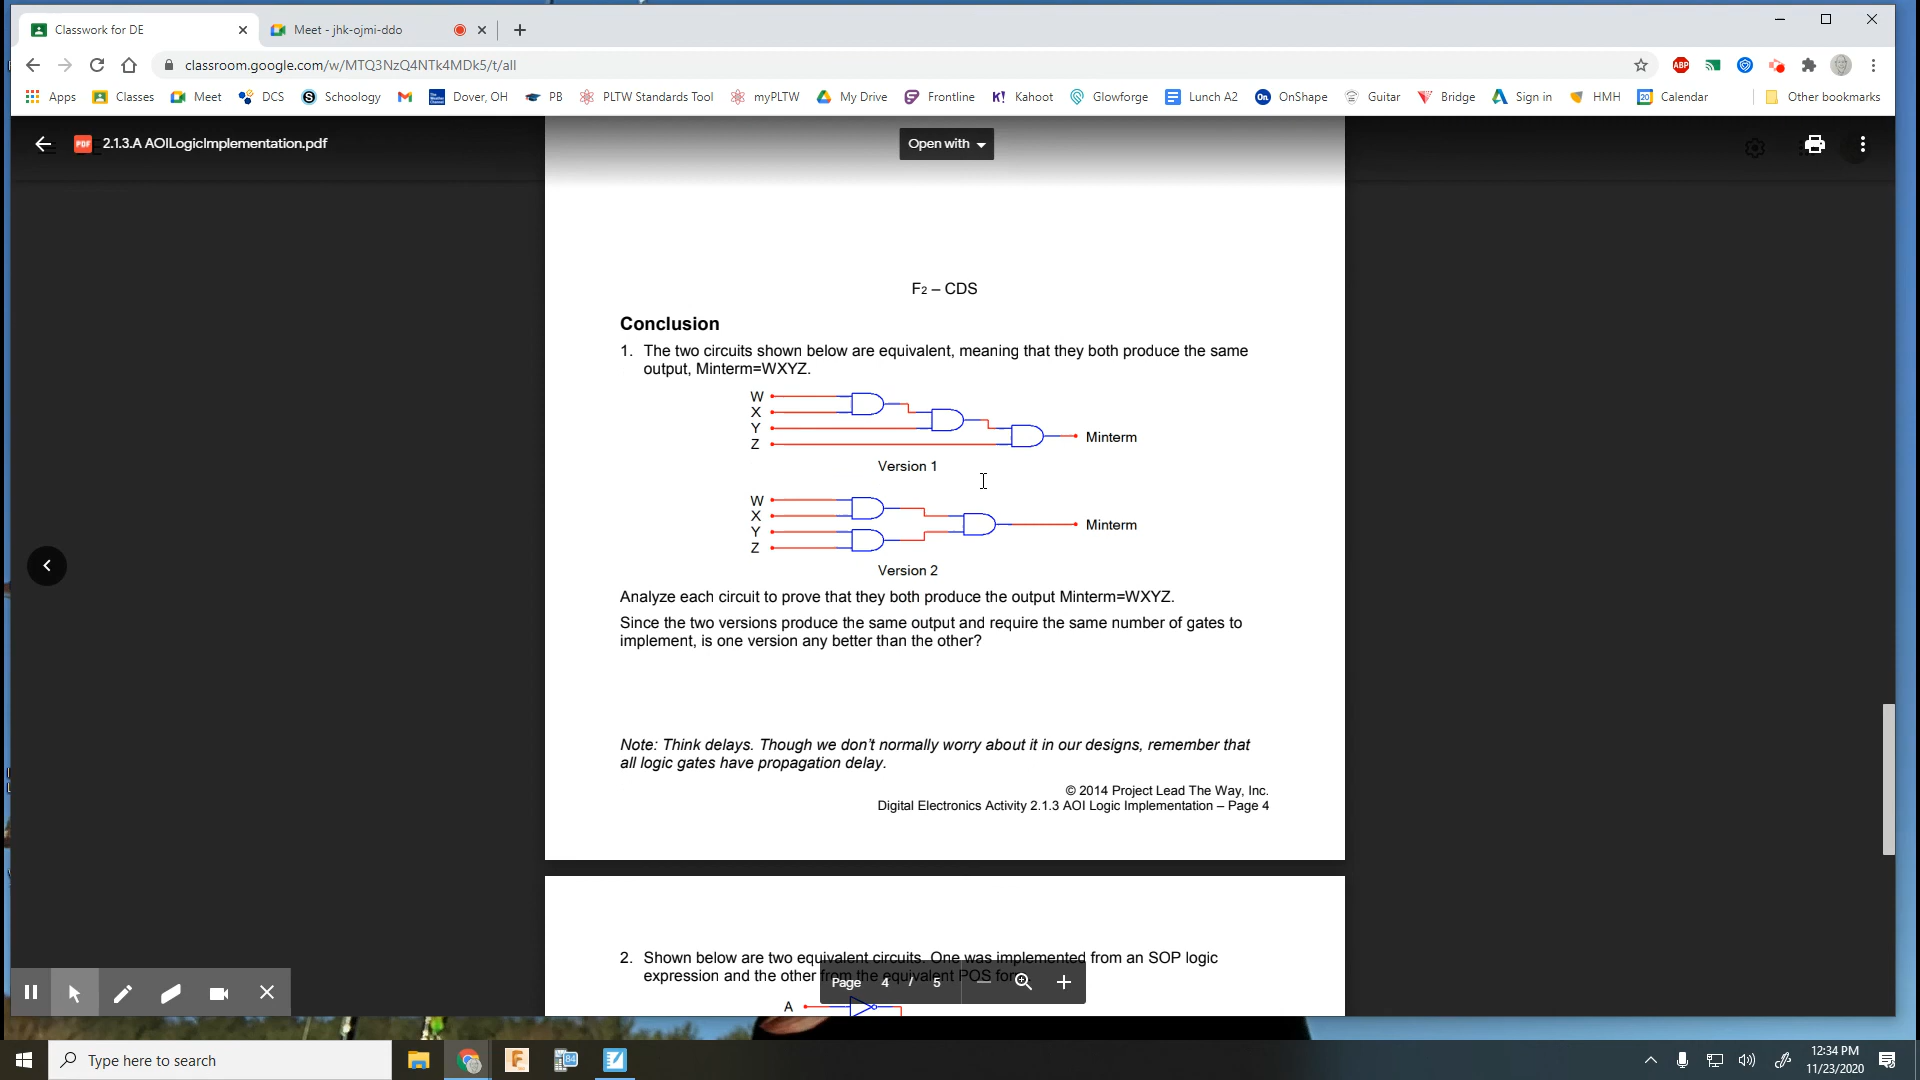 Classwork for DE
Meet - jhk-ojmi-ddo
classroom.google.com/w/MTQ3NzQ4NTk4MDk5/t/all
ABP
Apps
Classes
Meet
DCS
Schoology
Dover, OH
PB
PLTW Standards Tool
myPLTW
My Drive
Frontline
K! Kahoot
Glowforge
Lunch A2
On OnShape
Guitar
Bridge
Sign in
HMH
20 Calendar
Other bookmarks
PDF 2.1.3.A AOILogicImplementation.pdf
Open with
F2 – CDS
Conclusion
1. The two circuits shown below are equivalent, meaning that they both produce the same
output, Minterm=WXYZ.
W
X
Y
Z
Minterm
Version 1
W
X
Y
Z
Minterm
Version 2
Analyze each circuit to prove that they both produce the output Minterm=WXYZ.
Since the two versions produce the same output and require the same number of gates to
implement, is one version any better than the other?
Note: Think delays. Though we don't normally worry about it in our designs, remember that
all logic gates have propagation delay.
© 2014 Project Lead The Way, Inc.
Digital Electronics Activity 2.1.3 AOI Logic Implementation – Page 4
2. Shown below are two equivalent circuits. One was implemented from an SOP logic
expression and the other from the equivalent POS
A
Page 4 / 5
Type here to search
84
12:34 PM
11/23/2020